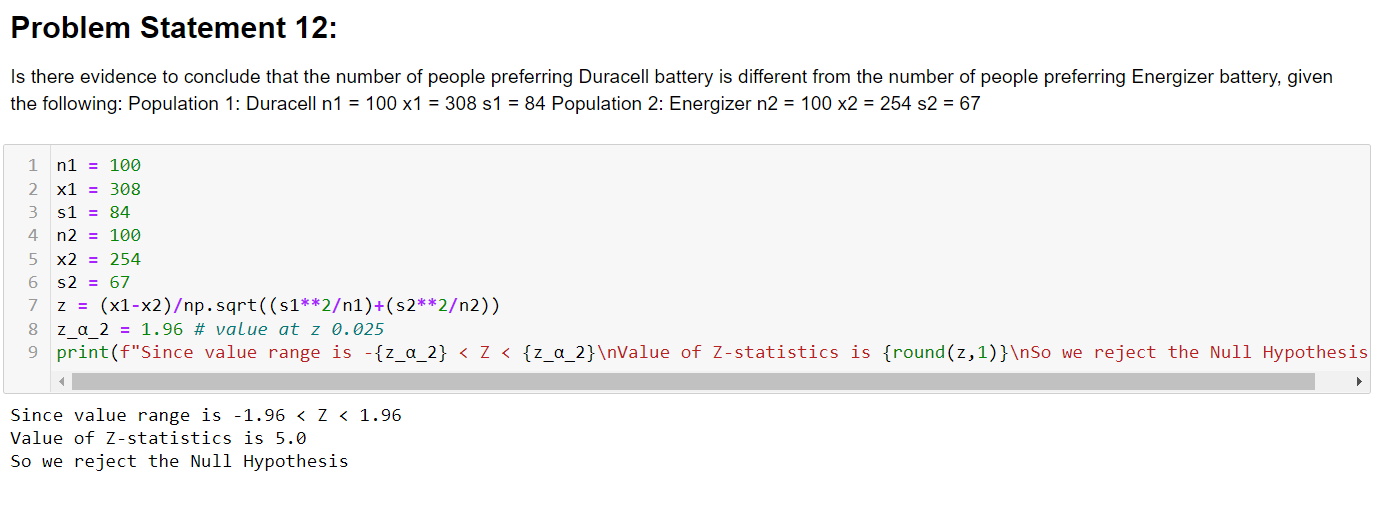 Problem Statement 12:
Is there evidence to conclude that the number of people preferring Duracell battery is different from the number of people preferring Energizer battery, given
the following: Population 1: Duracell n1 = 100 x1 = 308 s1 = 84 Population 2: Energizer n2 = 100 x2 = 254 s2 = 67
1 n1 = 100
2 x1 = 308
3 s1 = 84
4 n2 = 100
5 x2 = 254
6 s2 = 67
7 z = (x1-x2)/np.sqrt((s1**2/n1)+(s2**2/n2))
8 z_α_2 = 1.96 # value at z 0.025
9 print(f"Since value range is -{z_α_2} < Z < {z_α_2}\nValue of Z-statistics is {round(z,1)}\nSo we reject the Null Hypothesis
Since value range is -1.96 < Z < 1.96
Value of Z-statistics is 5.0
So we reject the Null Hypothesis